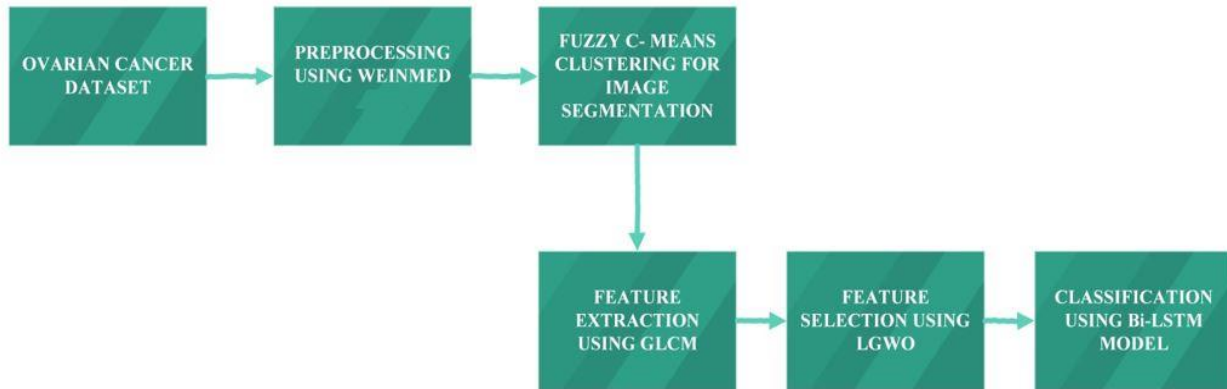 OVARIAN CANCER
DATASET
PREPROCESSING
USING WEINMED
FUZZY C- MEANS
CLUSTERING FOR
IMAGE
SEGMENTATION
FEATURE
EXTRACTION
USING GLCM
FEATURE
SELECTION USING
LGWO
CLASSIFICATION
USING Bi-LSTM
MODEL